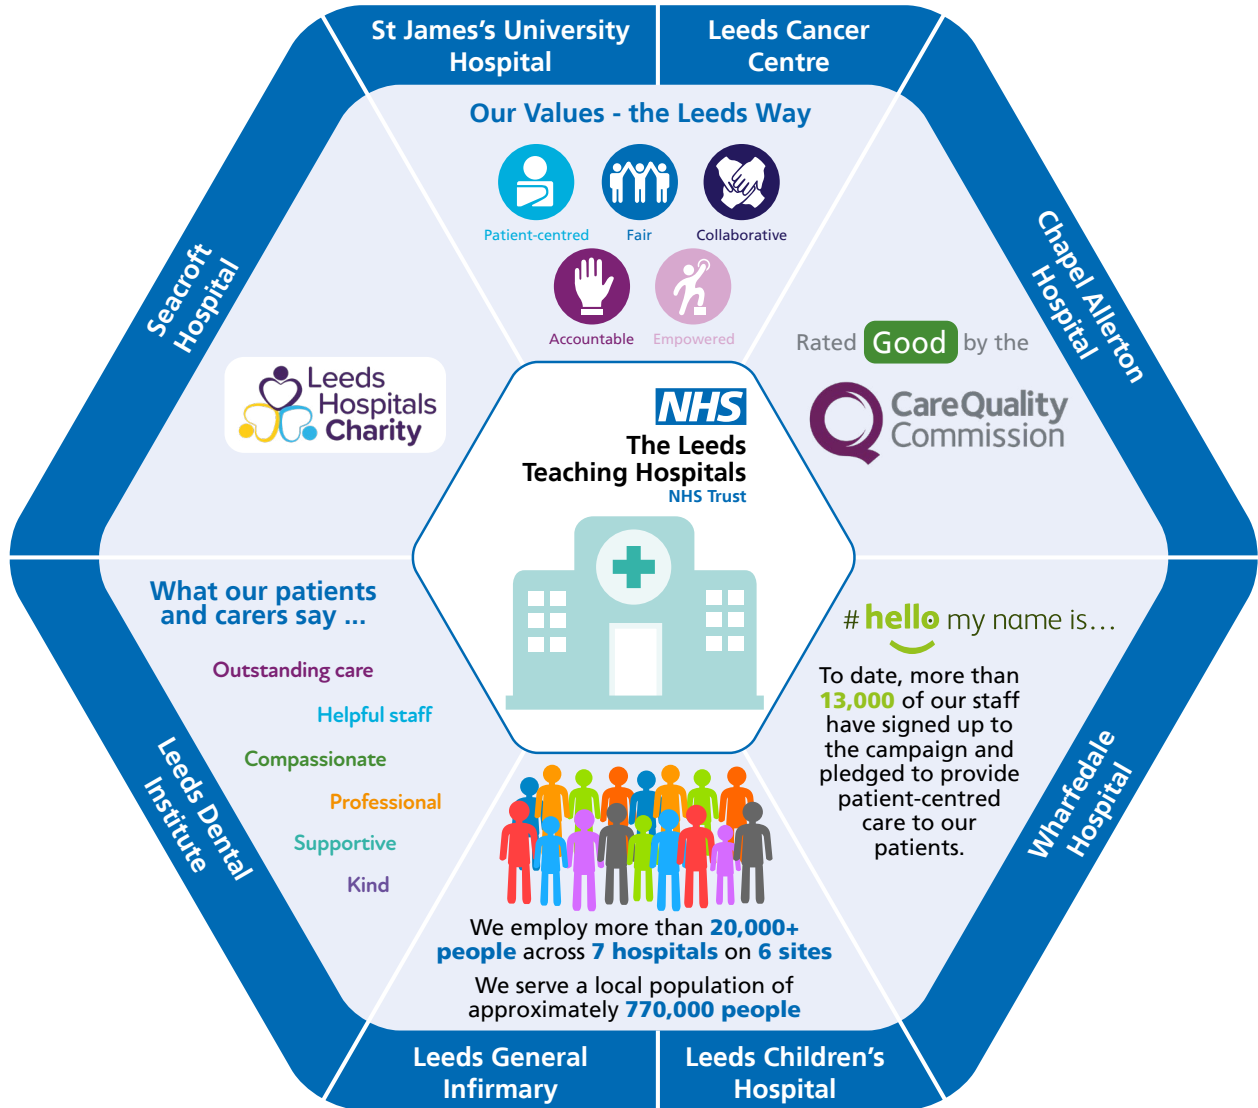 St James’s University
Hospital
Leeds Cancer
Centre
Our Values - the Leeds Way
Patient-centred
Fair
Collaborative
Accountable
Empowered
Seacroft
Hospital
Chapel Allerton
Hospital
Leeds
Hospitals
Charity
Rated Good by the
CareQuality
Commission
NHS
The Leeds
Teaching Hospitals
NHS Trust
What our patients
and carers say ...
Outstanding care
Helpful staff
Compassionate
Professional
Supportive
Kind
#hello my name is...
To date, more than
13,000 of our staff
have signed up to
the campaign and
pledged to provide
patient-centred
care to our
patients.
Leeds Dental
Institute
Wharfedale
Hospital
We employ more than 20,000+
people across 7 hospitals on 6 sites
We serve a local population of
approximately 770,000 people
Leeds General
Infirmary
Leeds Children’s
Hospital